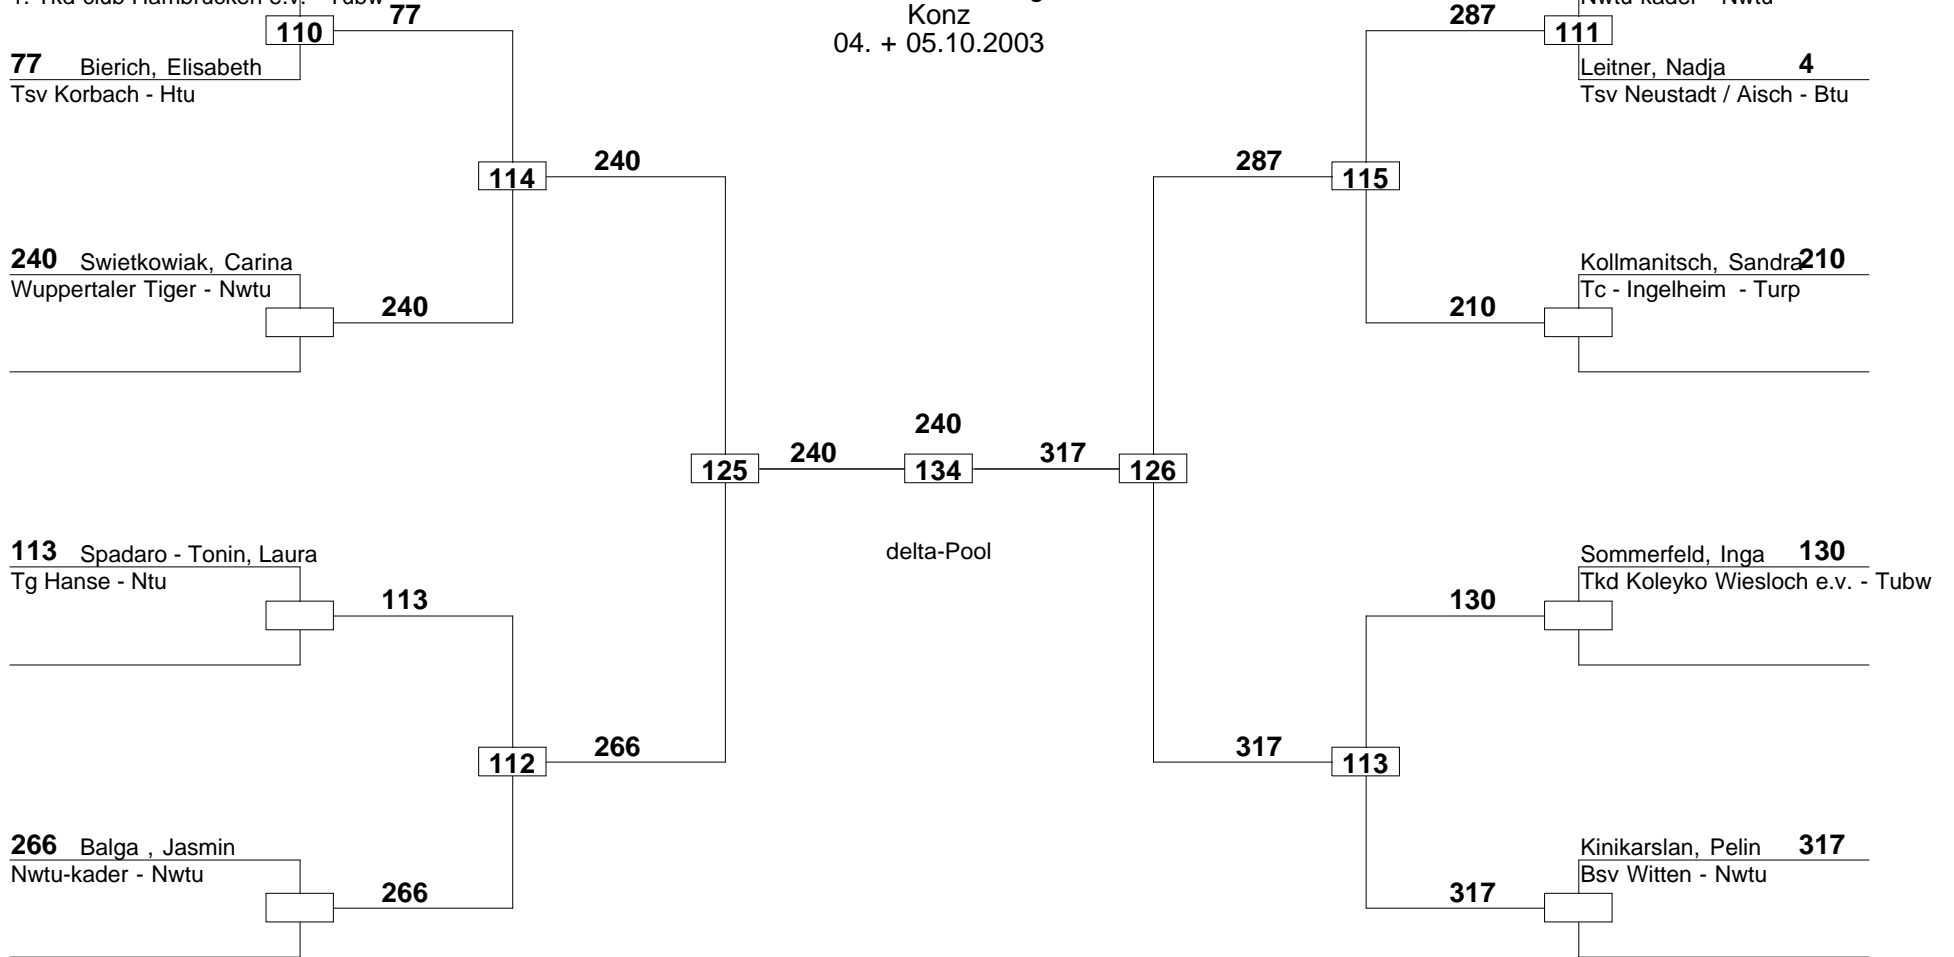 77
110
77 Bierich, Elisabeth
Tsv Korbach - Htu
114
240
240 Swietkowiak, Carina
Wuppertaler Tiger - Nwtu
240
113 Spadaro - Tonin, Laura
Tg Hanse - Ntu
113
112
266
266 Balga , Jasmin
Nwtu-kader - Nwtu
266
125
240
Konz
04. + 05.10.2003
240
134
delta-Pool
317
126
287
111
Leitner, Nadja 4
Tsv Neustadt / Aisch - Btu
287
115
Kollmanitsch, Sandra 210
Tc - Ingelheim - Turp
210
Sommerfeld, Inga 130
Tkd Koleyko Wiesloch e.v. - Tubw
130
317
113
Kinikarslan, Pelin 317
Bsv Witten - Nwtu
317